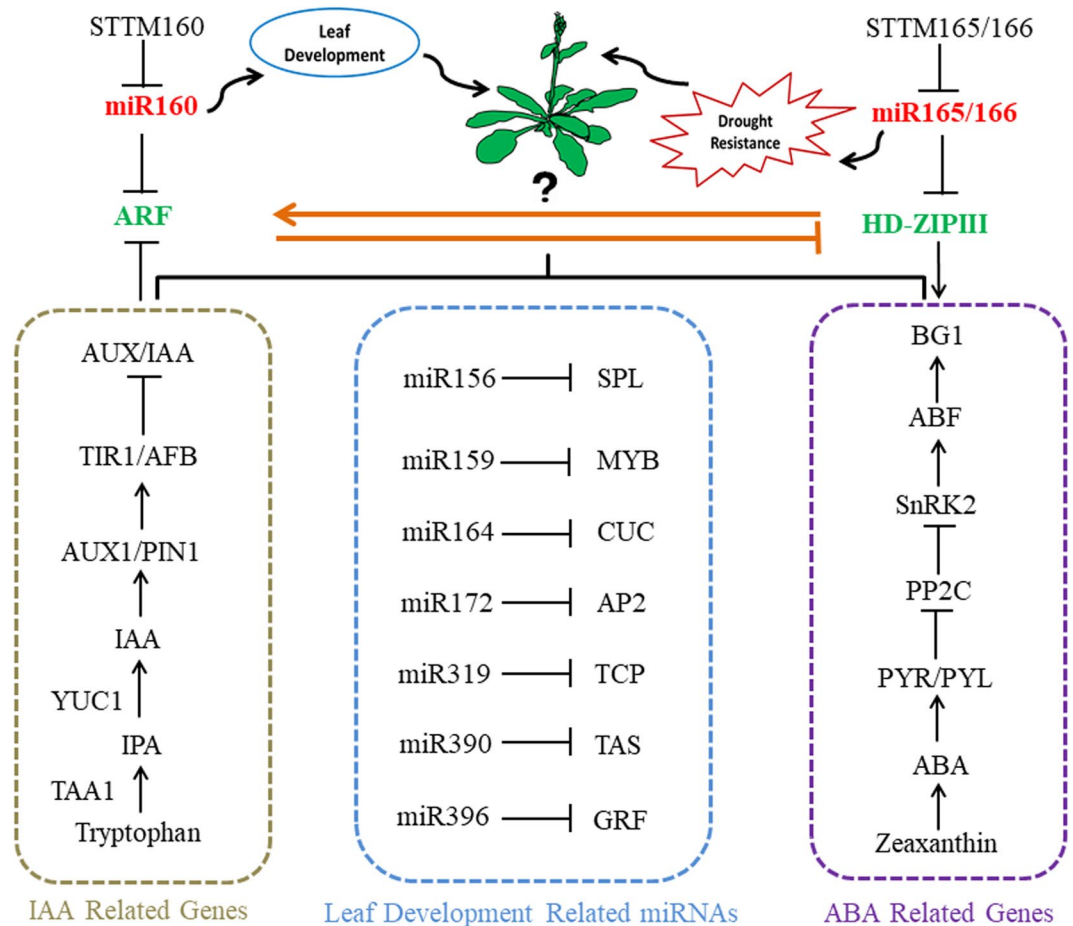 STTM160
miR160
ARF
Leaf
Development
?
Drought
Resistance
STTM165/166
miR165/166
HD-ZIPIII
AUX/IAA
TIR1/AFB
AUX1/PIN1
IAA
YUC1
IPA
TAA1
Tryptophan
IAA Related Genes
miR156 SPL
miR159 MYB
miR164 CUC
miR172 AP2
miR319 TCP
miR390 TAS
miR396 GRF
Leaf Development Related miRNAs
BG1
ABF
SnRK2
PP2C
PYR/PYL
ABA
Zeaxanthin
ABA Related Genes